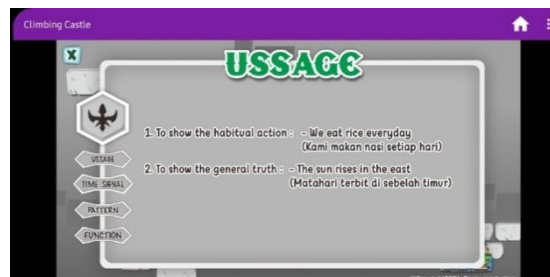 Climbing Castle
X
USSAGE
1. To show the habitual action : - We eat rice everyday
(Kami makan nasi setiap hari)
2. To show the general truth : - The sun rises in the east
(Matahari terbit di sebelah timur)
USSAGE
TIME SIGNAL
PATTERN
FUNCTION